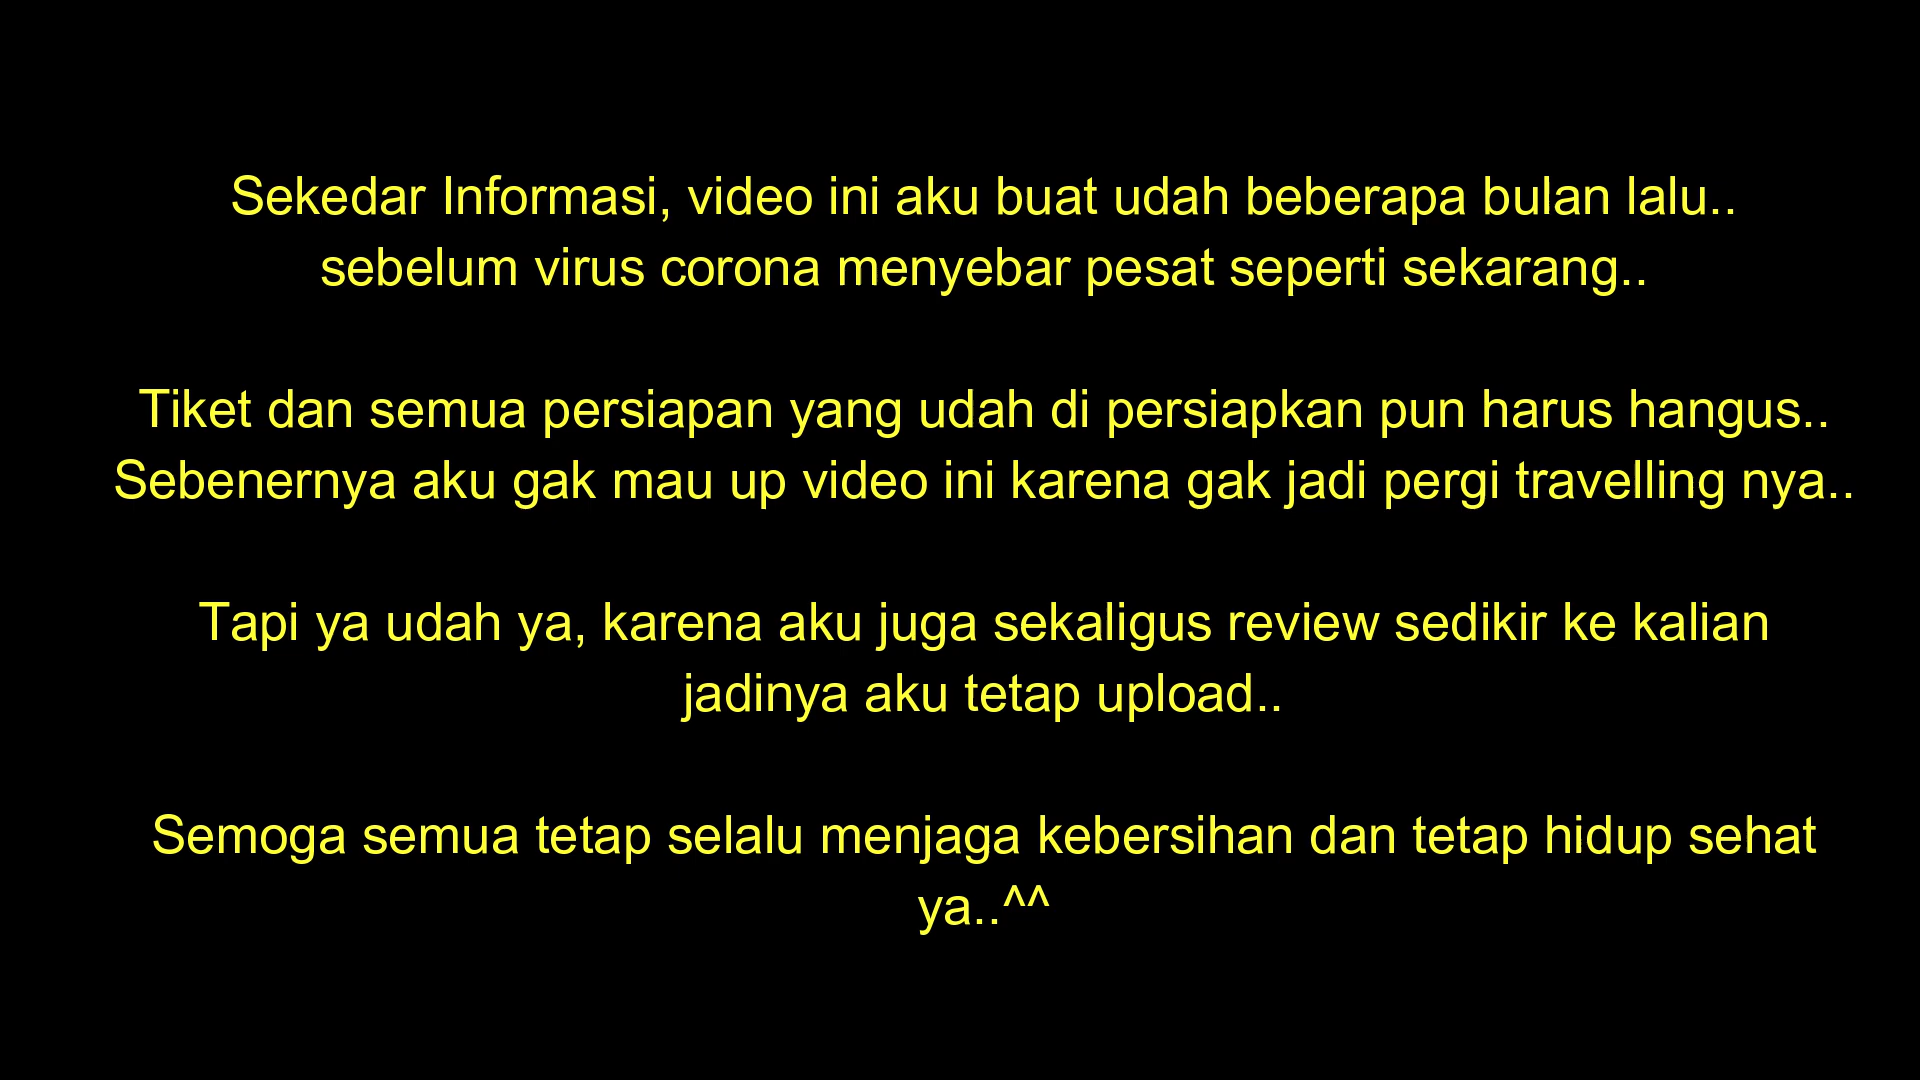 Sekedar Informasi, video ini aku buat udah beberapa bulan lalu..
sebelum virus corona menyebar pesat seperti sekarang..
Tiket dan semua persiapan yang udah di persiapkan pun harus hangus..
Sebenernya aku gak mau up video ini karena gak jadi pergi travelling nya..
Tapi ya udah ya, karena aku juga sekaligus review sedikir ke kalian
jadinya aku tetap upload..
Semoga semua tetap selalu menjaga kebersihan dan tetap hidup sehat
ya..^^